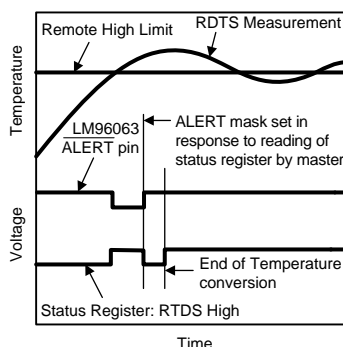 RDTS Measurement
Remote High Limit
Temperature
LM96063
ALERT pin
ALERT mask set in
response to reading of
status register by master
Voltage
End of Temperature
conversion
Status Register: RTDS High
Time